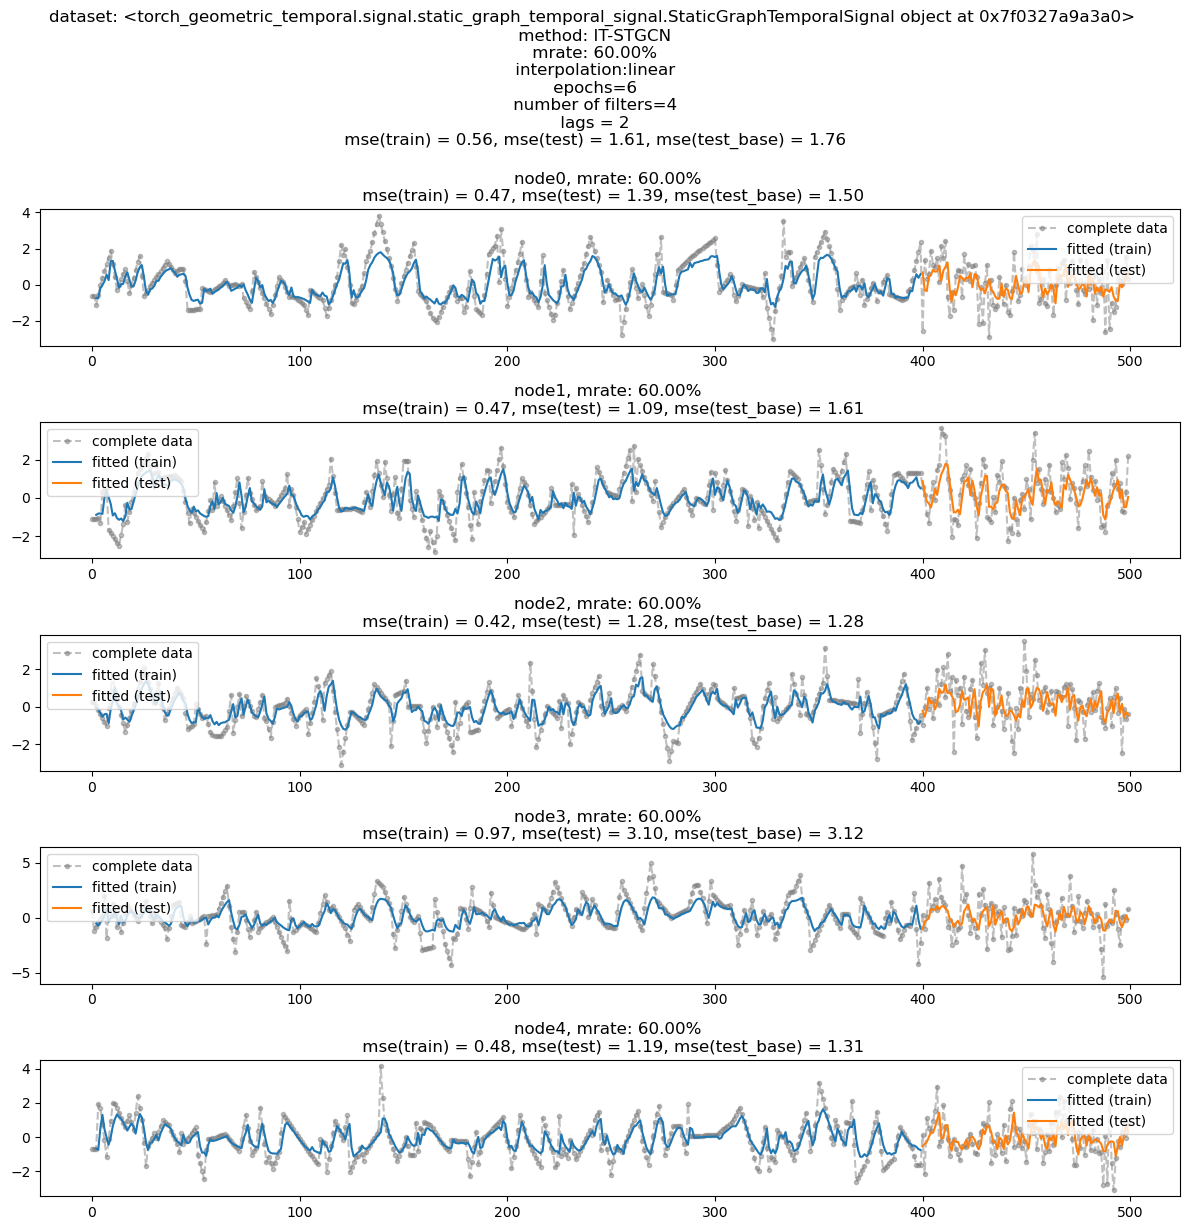 dataset: <torch_geometric_temporal.signal.static_graph_temporal_signal.StaticGraphTemporalSignal object at 0x7f0327a9a3a0>
method: IT-STGCN
mrate: 60.00%
interpolation:linear
epochs=6
number of filters=4
lags = 2
mse(train) = 0.56, mse(test) = 1.61, mse(test_base) = 1.76
node0, mrate: 60.00%
mse(train) = 0.47, mse(test) = 1.39, mse(test_base) = 1.50
4
2
0
−2
complete data
fitted (train)
fitted (test)
0 100 200 300 400 500
node1, mrate: 60.00%
mse(train) = 0.47, mse(test) = 1.09, mse(test_base) = 1.61
2
0
−2
complete data
fitted (train)
fitted (test)
0 100 200 300 400 500
node2, mrate: 60.00%
mse(train) = 0.42, mse(test) = 1.28, mse(test_base) = 1.28
2
0
−2
complete data
fitted (train)
fitted (test)
0 100 200 300 400 500
node3, mrate: 60.00%
mse(train) = 0.97, mse(test) = 3.10, mse(test_base) = 3.12
5
0
−5
complete data
fitted (train)
fitted (test)
0 100 200 300 400 500
node4, mrate: 60.00%
mse(train) = 0.48, mse(test) = 1.19, mse(test_base) = 1.31
4
2
0
−2
complete data
fitted (train)
fitted (test)
0 100 200 300 400 500